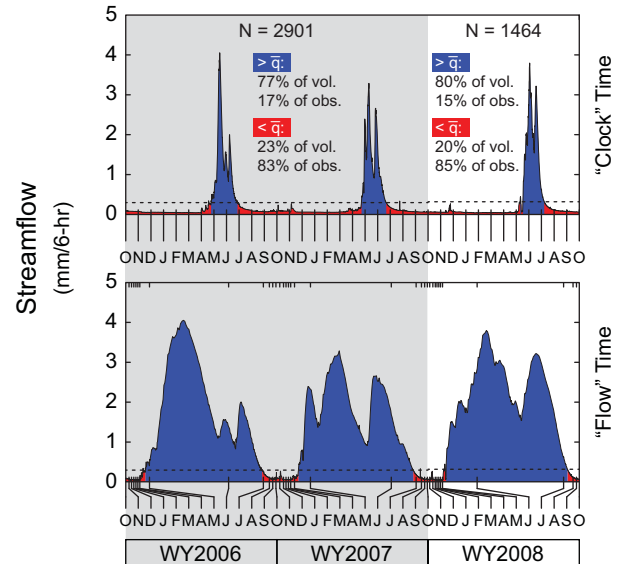 N = 2901
N = 1464
> q̅:
77% of vol.
17% of obs.
< q̅:
23% of vol.
83% of obs.
> q̅:
80% of vol.
15% of obs.
< q̅:
20% of vol.
85% of obs.
5
4
3
2
1
0
O N D J F M A M J J A S O N D J F M A M J J A S O N D J F M A M J J A S O
"Clock" Time
Streamflow
(mm/6-hr)
5
4
3
2
1
0
O N D J F M A M J J A S O N D J F M A M J J A S O N D J F M A M J J A S O
"Flow" Time
WY2006
WY2007
WY2008